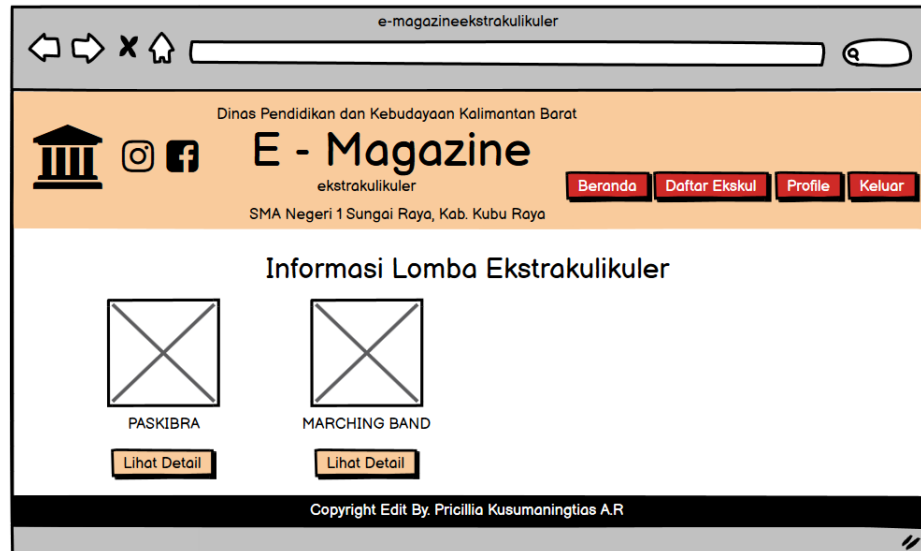 e-magazineekstrakulikuler
Dinas Pendidikan dan Kebudayaan Kalimantan Barat
E - Magazine
ekstrakulikuler
SMA Negeri 1 Sungai Raya, Kab. Kubu Raya
Beranda Daftar Ekskul Profile Keluar
Informasi Lomba Ekstrakulikuler
PASKIBRA MARCHING BAND
Lihat Detail Lihat Detail
Copyright Edit By. Pricillia Kusumaningtias A.R